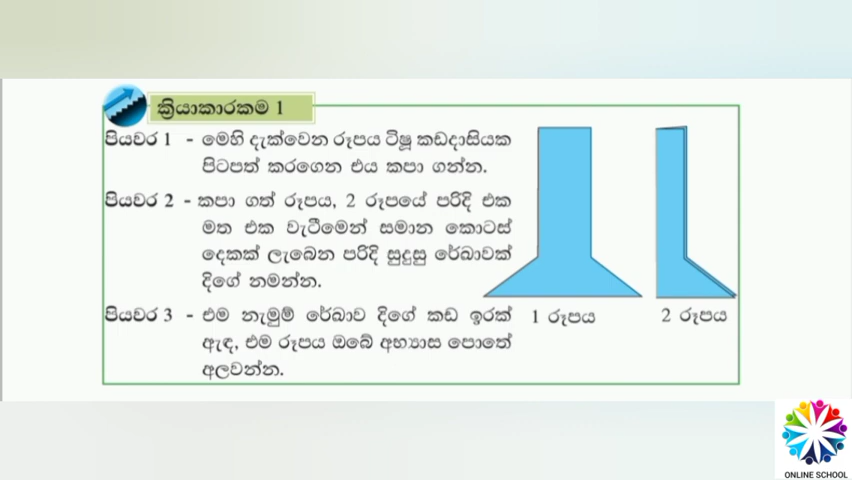 ක්‍රියාකාරකම 1
පියවර 1 - මෙහි දැක්වෙන රූපය ටිෂූ කඩදාසියක
පිටපත් කරගෙන එය කපා ගන්න.
පියවර 2 - කපා ගත් රූපය, 2 රූපයේ පරිදි එක
මත එක වැටීමෙන් සමාන කොටස්
දෙකක් ලැබෙන පරිදි සුදුසු රේඛාවක්
දිගේ නමන්න.
පියවර 3 - එම නැමුම් රේඛාව දිගේ කඩ ඉරක්
ඇඳ, එම රූපය ඔබේ අභ්‍යාස පොතේ
අලවන්න.
1 රූපය
2 රූපය
ONLINE SCHOOL